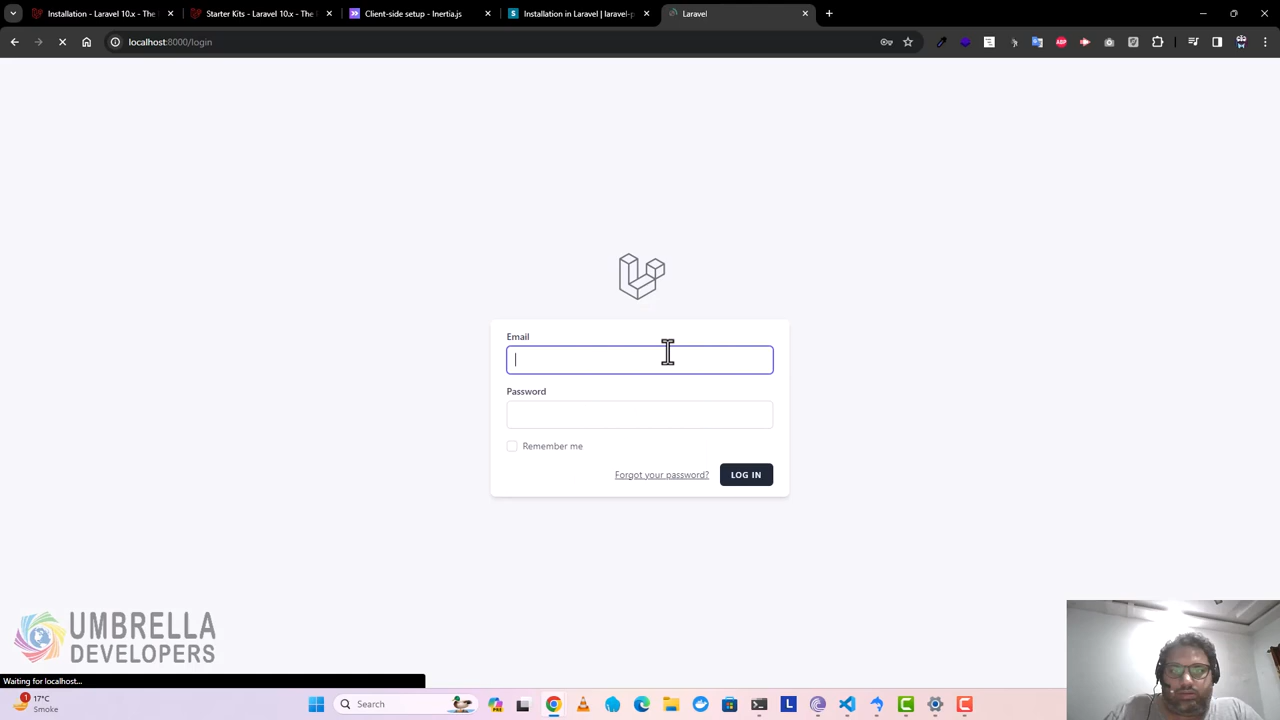 Installation - Laravel 10.x - The
Starter Kits - Laravel 10.x - The
Client-side setup - Inertia.js
Installation in Laravel | laravel-p
Laravel
localhost:8000/login
Email
Password
Remember me
Forgot your password?
LOG IN
UMBRELLA
DEVELOPERS
Waiting for localhost...
1
17°C
Smoke
Search